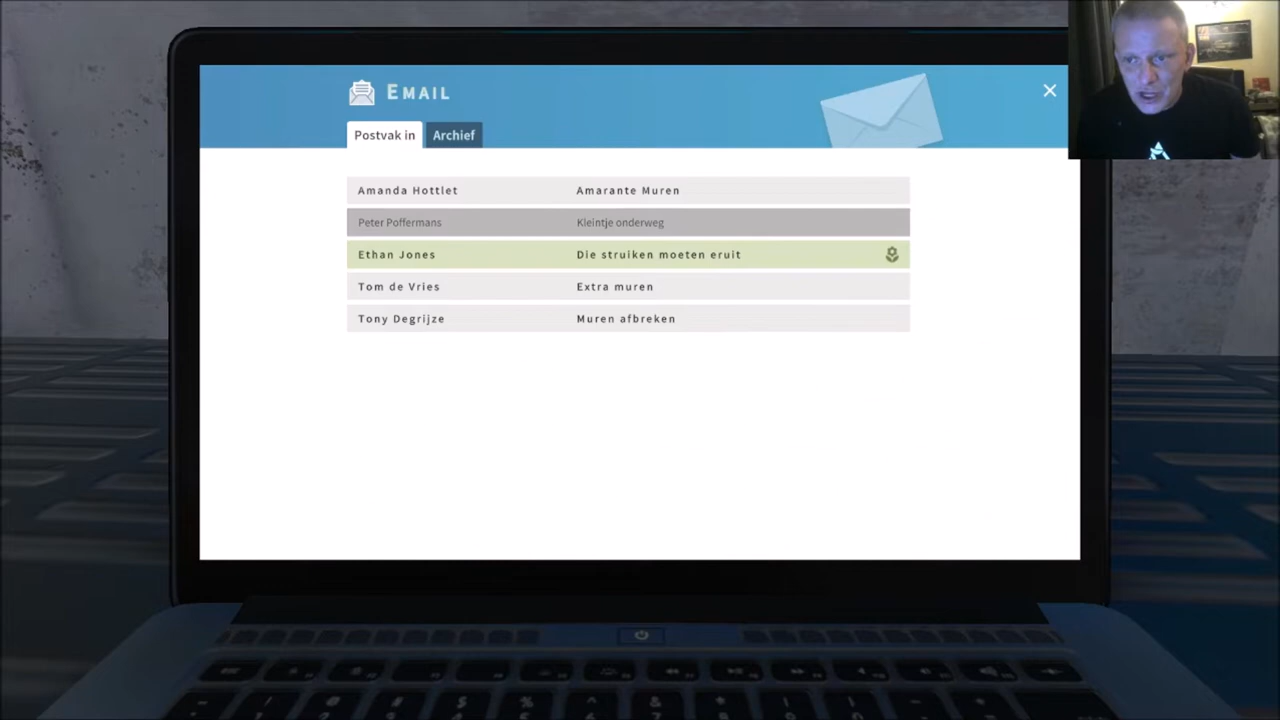 EMAIL
Postvak in
Archief
Amanda Hottlet Amarante Muren
Peter Poffermans Kleintje onderweg
Ethan Jones Die struiken moeten eruit
Tom de Vries Extra muren
Tony Degrijze Muren afbreken